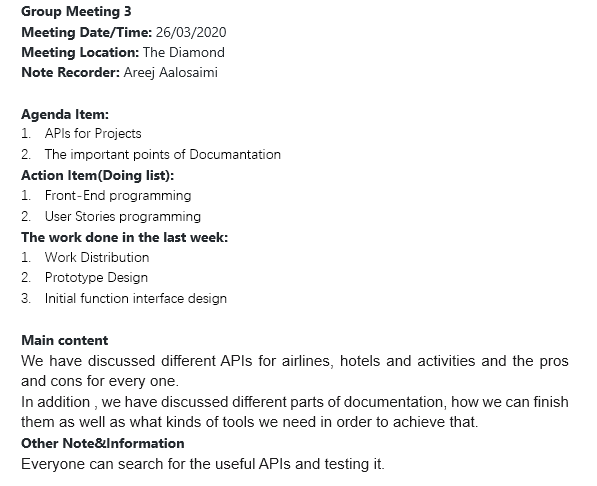 Group Meeting 3
Meeting Date/Time: 26/03/2020
Meeting Location: The Diamond
Note Recorder: Areej Aalosaimi
Agenda Item:
1. APIs for Projects
2. The important points of Documantation
Action Item(Doing list):
1. Front-End programming
2. User Stories programming
The work done in the last week:
1. Work Distribution
2. Prototype Design
3. Initial function interface design
Main content
We have discussed different APIs for airlines, hotels and activities and the pros
and cons for every one.
In addition , we have discussed different parts of documentation, how we can finish
them as well as what kinds of tools we need in order to achieve that.
Other Note&Information
Everyone can search for the useful APIs and testing it.